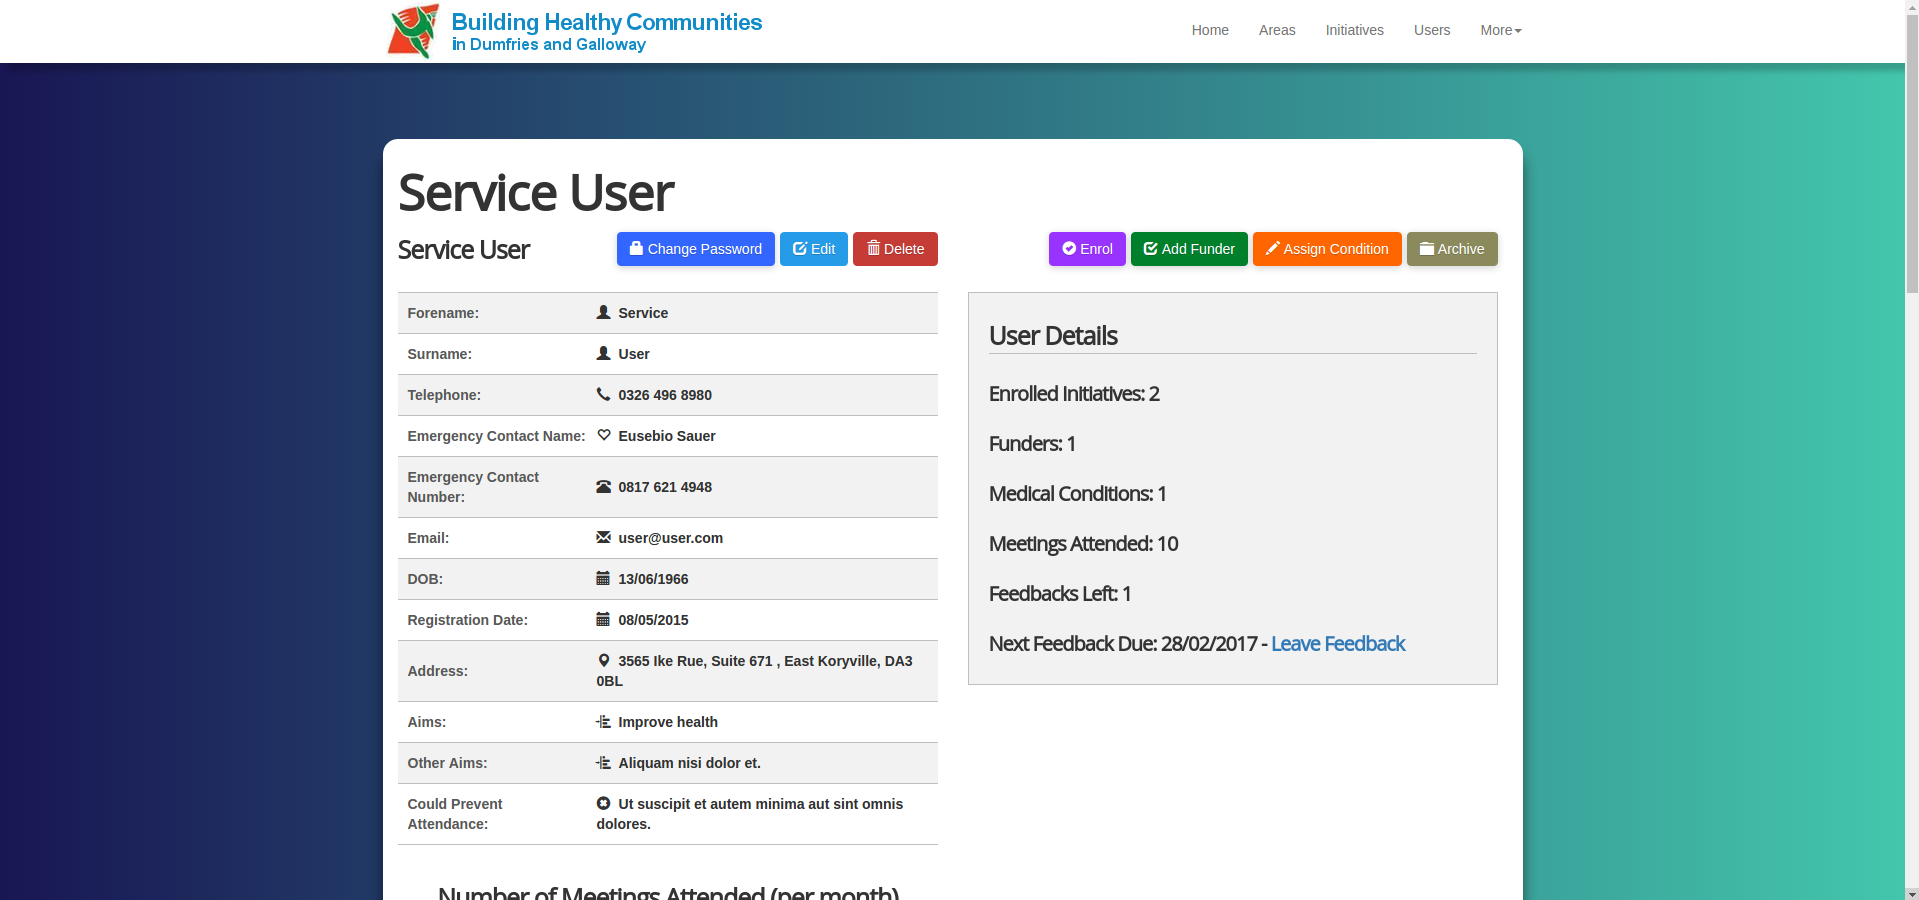 Building Healthy Communities
in Dumfries and Galloway
Home Areas Initiatives Users More
Service User
Service User
Change Password Edit Delete
Enrol Add Funder Assign Condition Archive
Forename: Service
Surname: User
Telephone: 0326 496 8980
Emergency Contact Name: Eusebio Sauer
Emergency Contact
Number:
0817 621 4948
Email: user@user.com
DOB: 13/06/1966
Registration Date: 08/05/2015
Address:
3565 Ike Rue, Suite 671 , East Koryville, DA3
0BL
Aims: Improve health
Other Aims: Aliquam nisi dolor et.
Could Prevent
Attendance:
Ut suscipit et autem minima aut sint omnis
dolores.
User Details
Enrolled Initiatives: 2
Funders: 1
Medical Conditions: 1
Meetings Attended: 10
Feedbacks Left: 1
Next Feedback Due: 28/02/2017 - Leave Feedback
Number of Meetings Attended (per month)